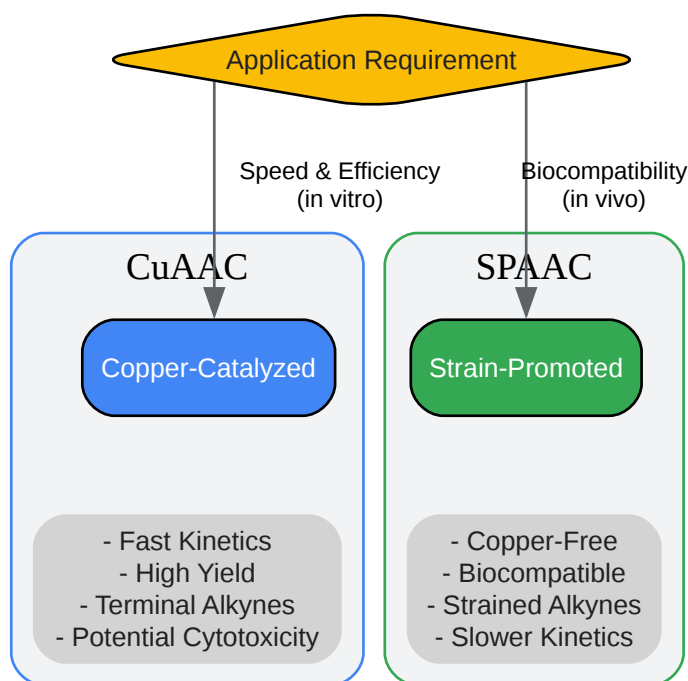 Application Requirement
Speed & Efficiency
(in vitro)
Biocompatibility
(in vivo)
CuAAC
Copper-Catalyzed
- Fast Kinetics
- High Yield
- Terminal Alkynes
- Potential Cytotoxicity
SPAAC
Strain-Promoted
- Copper-Free
- Biocompatible
- Strained Alkynes
- Slower Kinetics